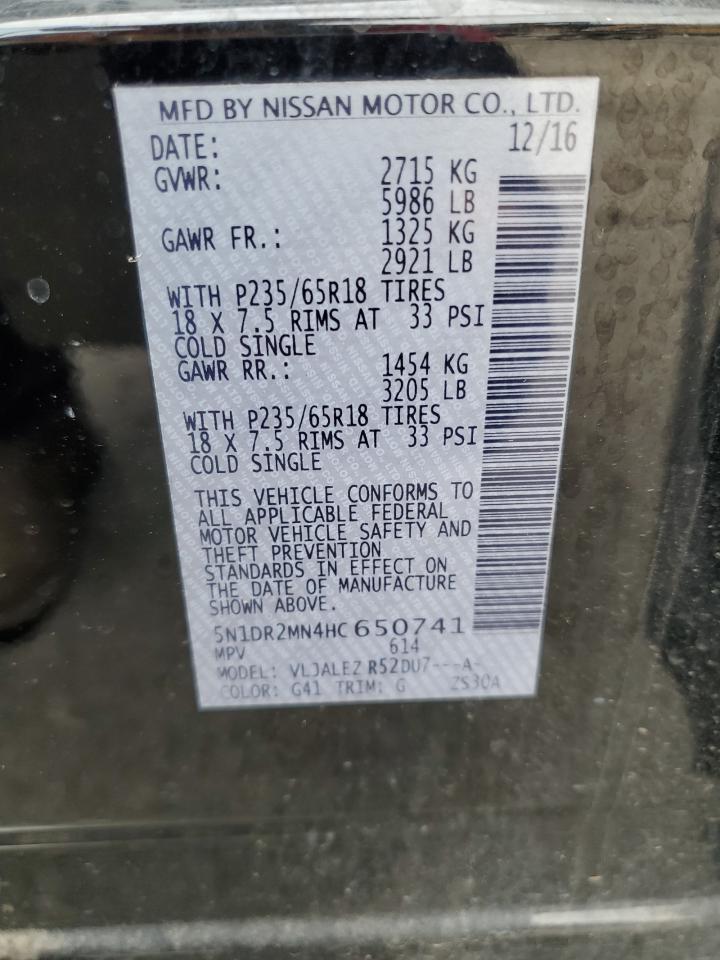 MFD BY NISSAN MOTOR CO., LTD.
DATE: 12/16
GVWR: 2715 KG
5986 LB
GAWR FR.: 1325 KG
2921 LB
WITH P235/65R18 TIRES
18 X 7.5 RIMS AT 33 PSI
COLD SINGLE
GAWR RR.: 1454 KG
3205 LB
WITH P235/65R18 TIRES
18 X 7.5 RIMS AT 33 PSI
COLD SINGLE
THIS VEHICLE CONFORMS TO
ALL APPLICABLE FEDERAL
MOTOR VEHICLE SAFETY AND
THEFT PREVENTION
STANDARDS IN EFFECT ON
THE DATE OF MANUFACTURE
SHOWN ABOVE.
5N1DR2MN4HC650741
MPV 614
MODEL: VLJALEZ R52DU7---A-
COLOR: G41 TRIM: G ZS30A